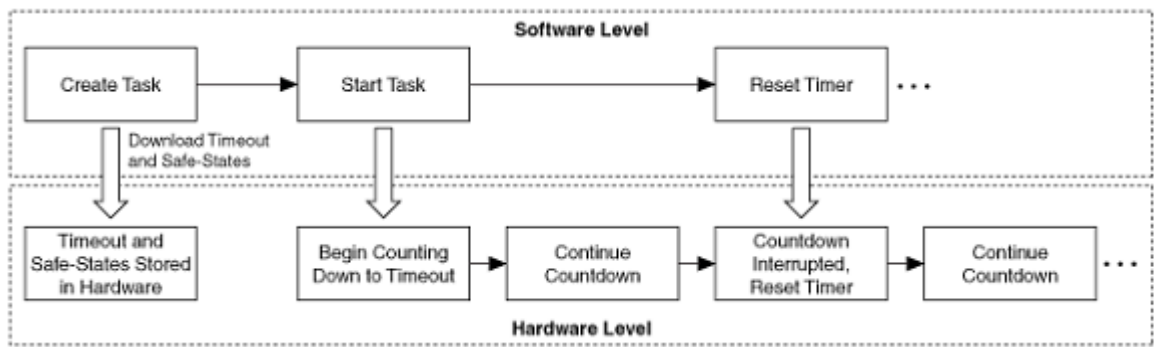 Software Level
Create Task
Start Task
Reset Timer
• • •
Download Timeout
and Safe-States
Timeout and
Safe-States Stored
in Hardware
Begin Counting
Down to Timeout
Continue
Countdown
Countdown
Interrupted,
Reset Timer
Continue
Countdown
• • •
Hardware Level